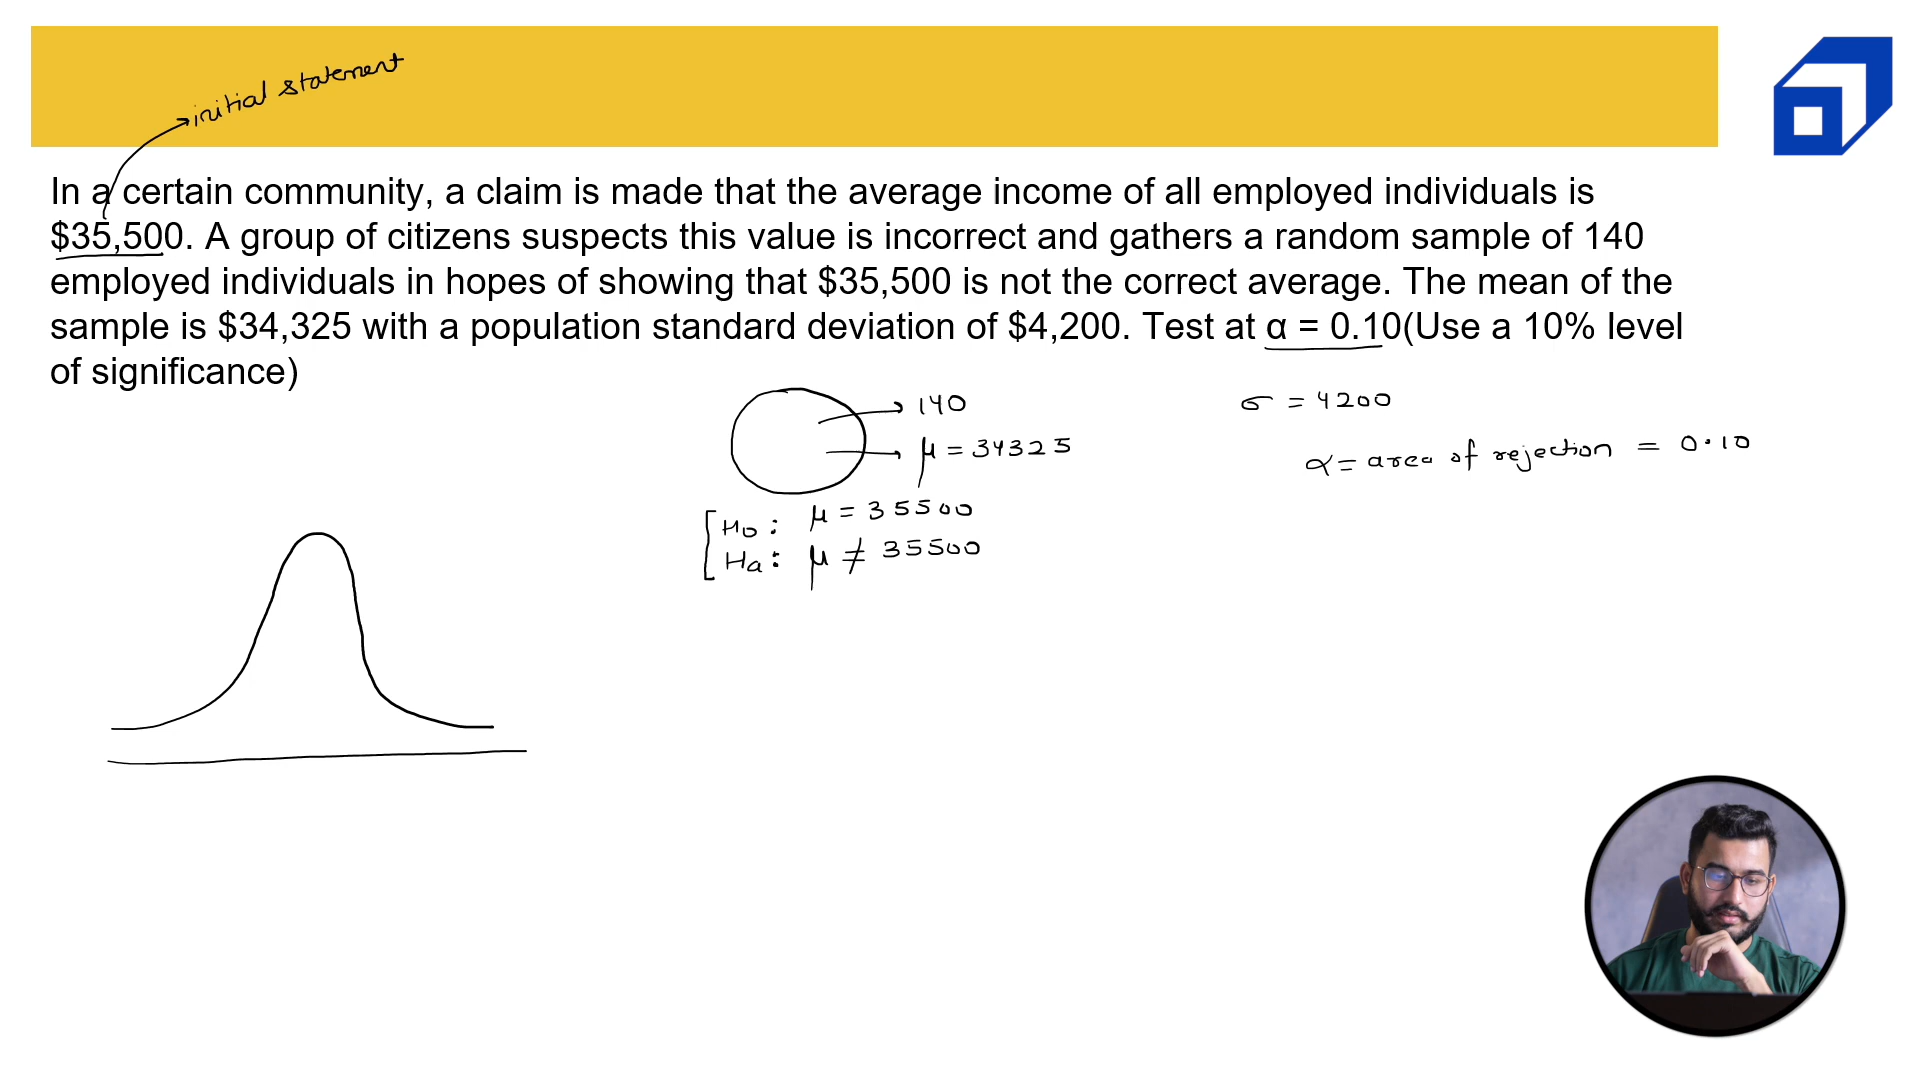 initial statement
In a certain community, a claim is made that the average income of all employed individuals is
$35,500. A group of citizens suspects this value is incorrect and gathers a random sample of 140
employed individuals in hopes of showing that $35,500 is not the correct average. The mean of the
sample is $34,325 with a population standard deviation of $4,200. Test at α = 0.10(Use a 10% level
of significance)
140
μ = 34325
σ = 4200
α = area of rejection = 0.10
H0 : μ = 35500
Ha : μ ≠ 35500